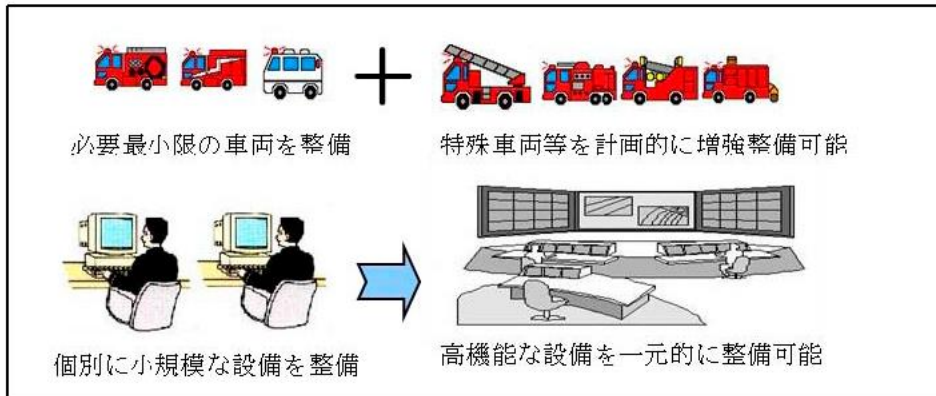 必要最小限の車両を整備
特殊車両等を計画的に増強整備可能
個別に小規模な設備を整備
高機能な設備を一元的に整備可能